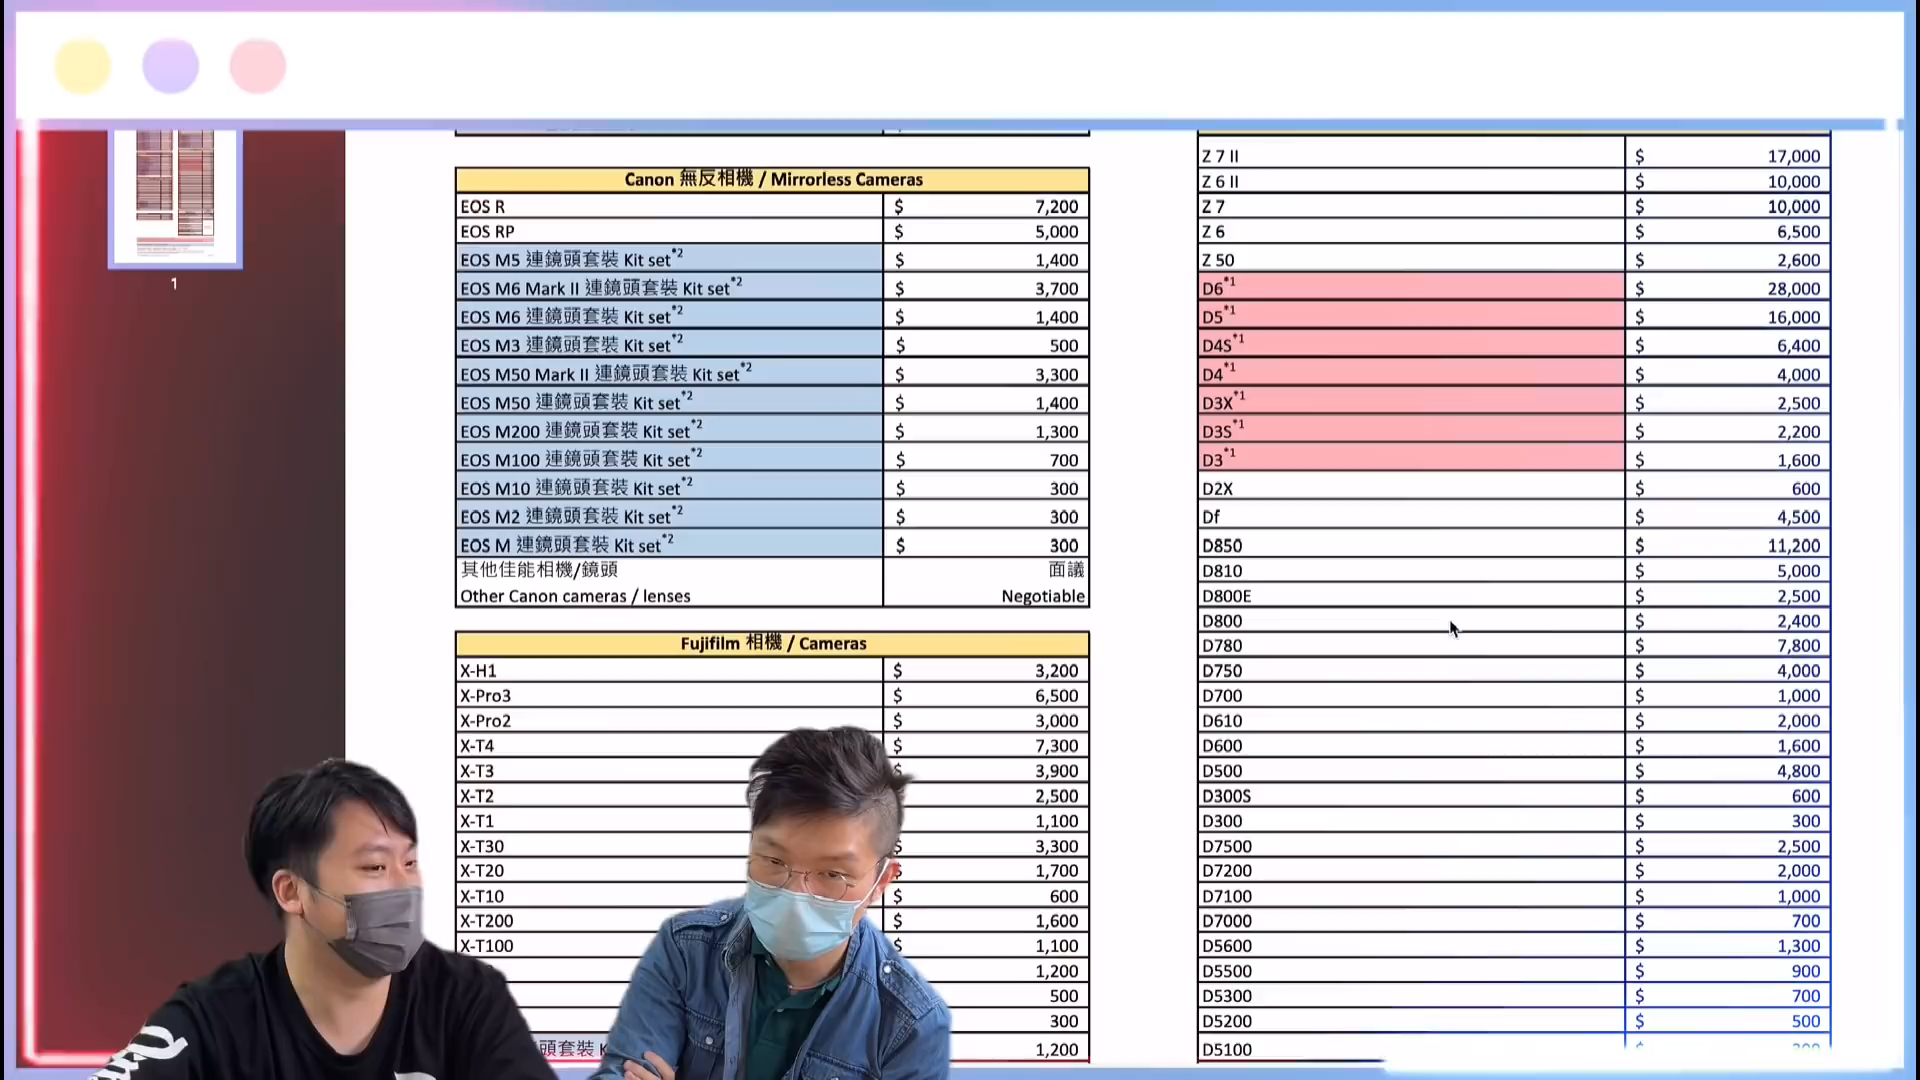 1
Canon 無反相機 / Mirrorless Cameras
EOS R $ 7,200
EOS RP $ 5,000
EOS M5 連鏡頭套裝 Kit set*2 $ 1,400
EOS M6 Mark II 連鏡頭套裝 Kit set*2 $ 3,700
EOS M6 連鏡頭套裝 Kit set*2 $ 1,400
EOS M3 連鏡頭套裝 Kit set*2 $ 500
EOS M50 Mark II 連鏡頭套裝 Kit set*2 $ 3,300
EOS M50 連鏡頭套裝 Kit set*2 $ 1,400
EOS M200 連鏡頭套裝 Kit set*2 $ 1,300
EOS M100 連鏡頭套裝 Kit set*2 $ 700
EOS M10 連鏡頭套裝 Kit set*2 $ 300
EOS M2 連鏡頭套裝 Kit set*2 $ 300
EOS M 連鏡頭套裝 Kit set*2 $ 300
其他佳能相機/鏡頭 面議
Other Canon cameras / lenses Negotiable
Fujifilm 相機 / Cameras
X-H1 $ 3,200
X-Pro3 $ 6,500
X-Pro2 $ 3,000
X-T4 $ 7,300
X-T3 $ 3,900
X-T2 $ 2,500
X-T1 1,100
X-T30 $ 3,300
X-T20 $ 1,700
X-T10 600
X-T200 $ 1,600
X-T100 $ 1,100
1,200
500
300
頭套裝 K 1,200
Z 7 II $ 17,000
Z 6 II $ 10,000
Z 7 $ 10,000
Z 6 $ 6,500
Z 50 $ 2,600
D6*1 $ 28,000
D5*1 $ 16,000
D4S*1 $ 6,400
D4*1 $ 4,000
D3X*1 $ 2,500
D3S*1 $ 2,200
D3*1 $ 1,600
D2X $ 600
Df $ 4,500
D850 $ 11,200
D810 $ 5,000
D800E $ 2,500
D800 $ 2,400
D780 $ 7,800
D750 $ 4,000
D700 $ 1,000
D610 $ 2,000
D600 $ 1,600
D500 $ 4,800
D300S $ 600
D300 $ 300
D7500 $ 2,500
D7200 $ 2,000
D7100 $ 1,000
D7000 $ 700
D5600 $ 1,300
D5500 $ 900
D5300 $ 700
D5200 $ 500
D5100